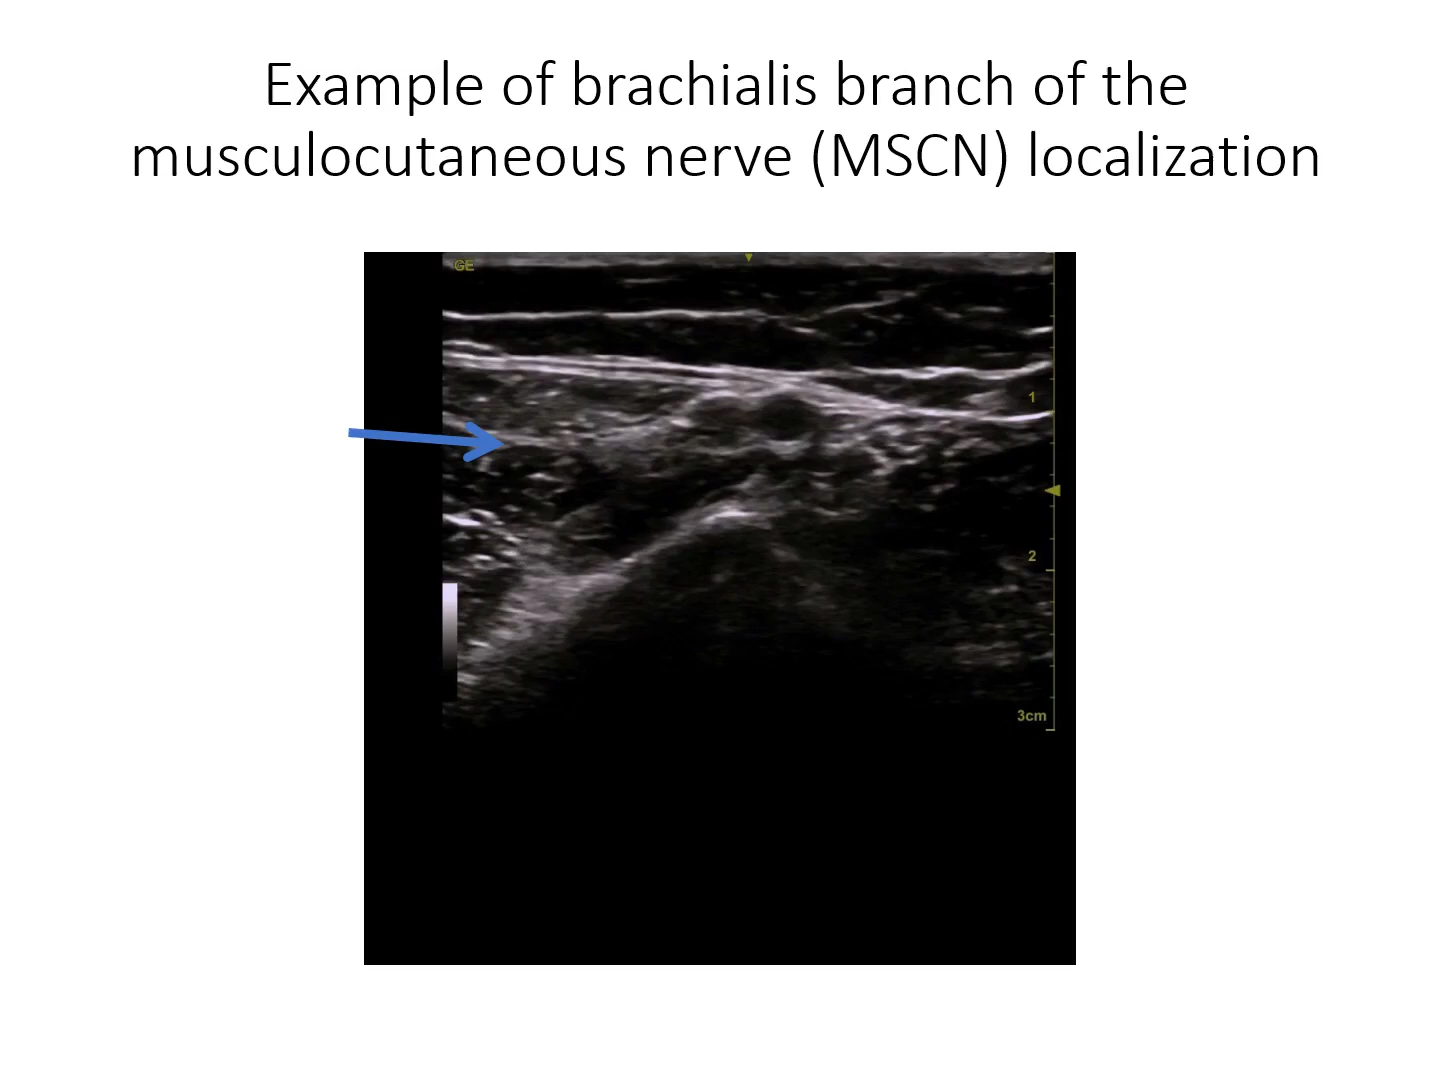 Example of brachialis branch of the
musculocutaneous nerve (MSCN) localization
GE
1
2
3cm